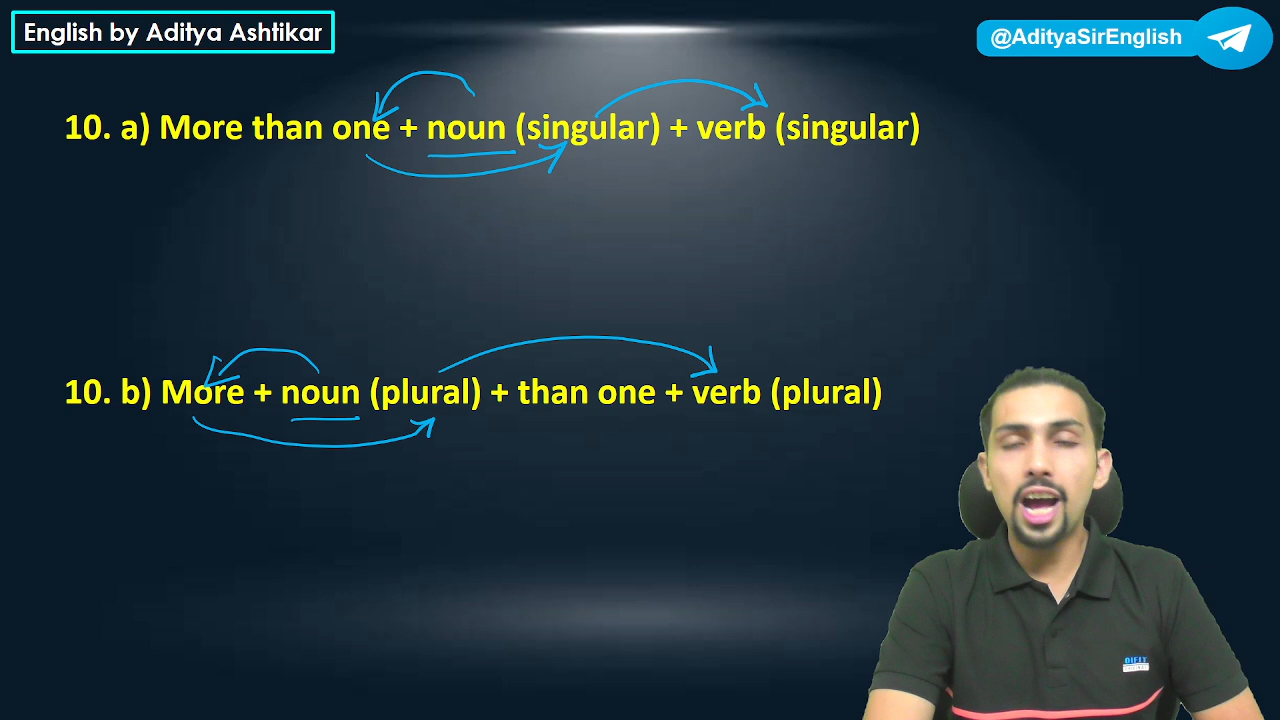 English by Aditya Ashtikar
@AdityaSirEnglish
10. a) More than one + noun (singular) + verb (singular)
10. b) More + noun (plural) + than one + verb (plural)